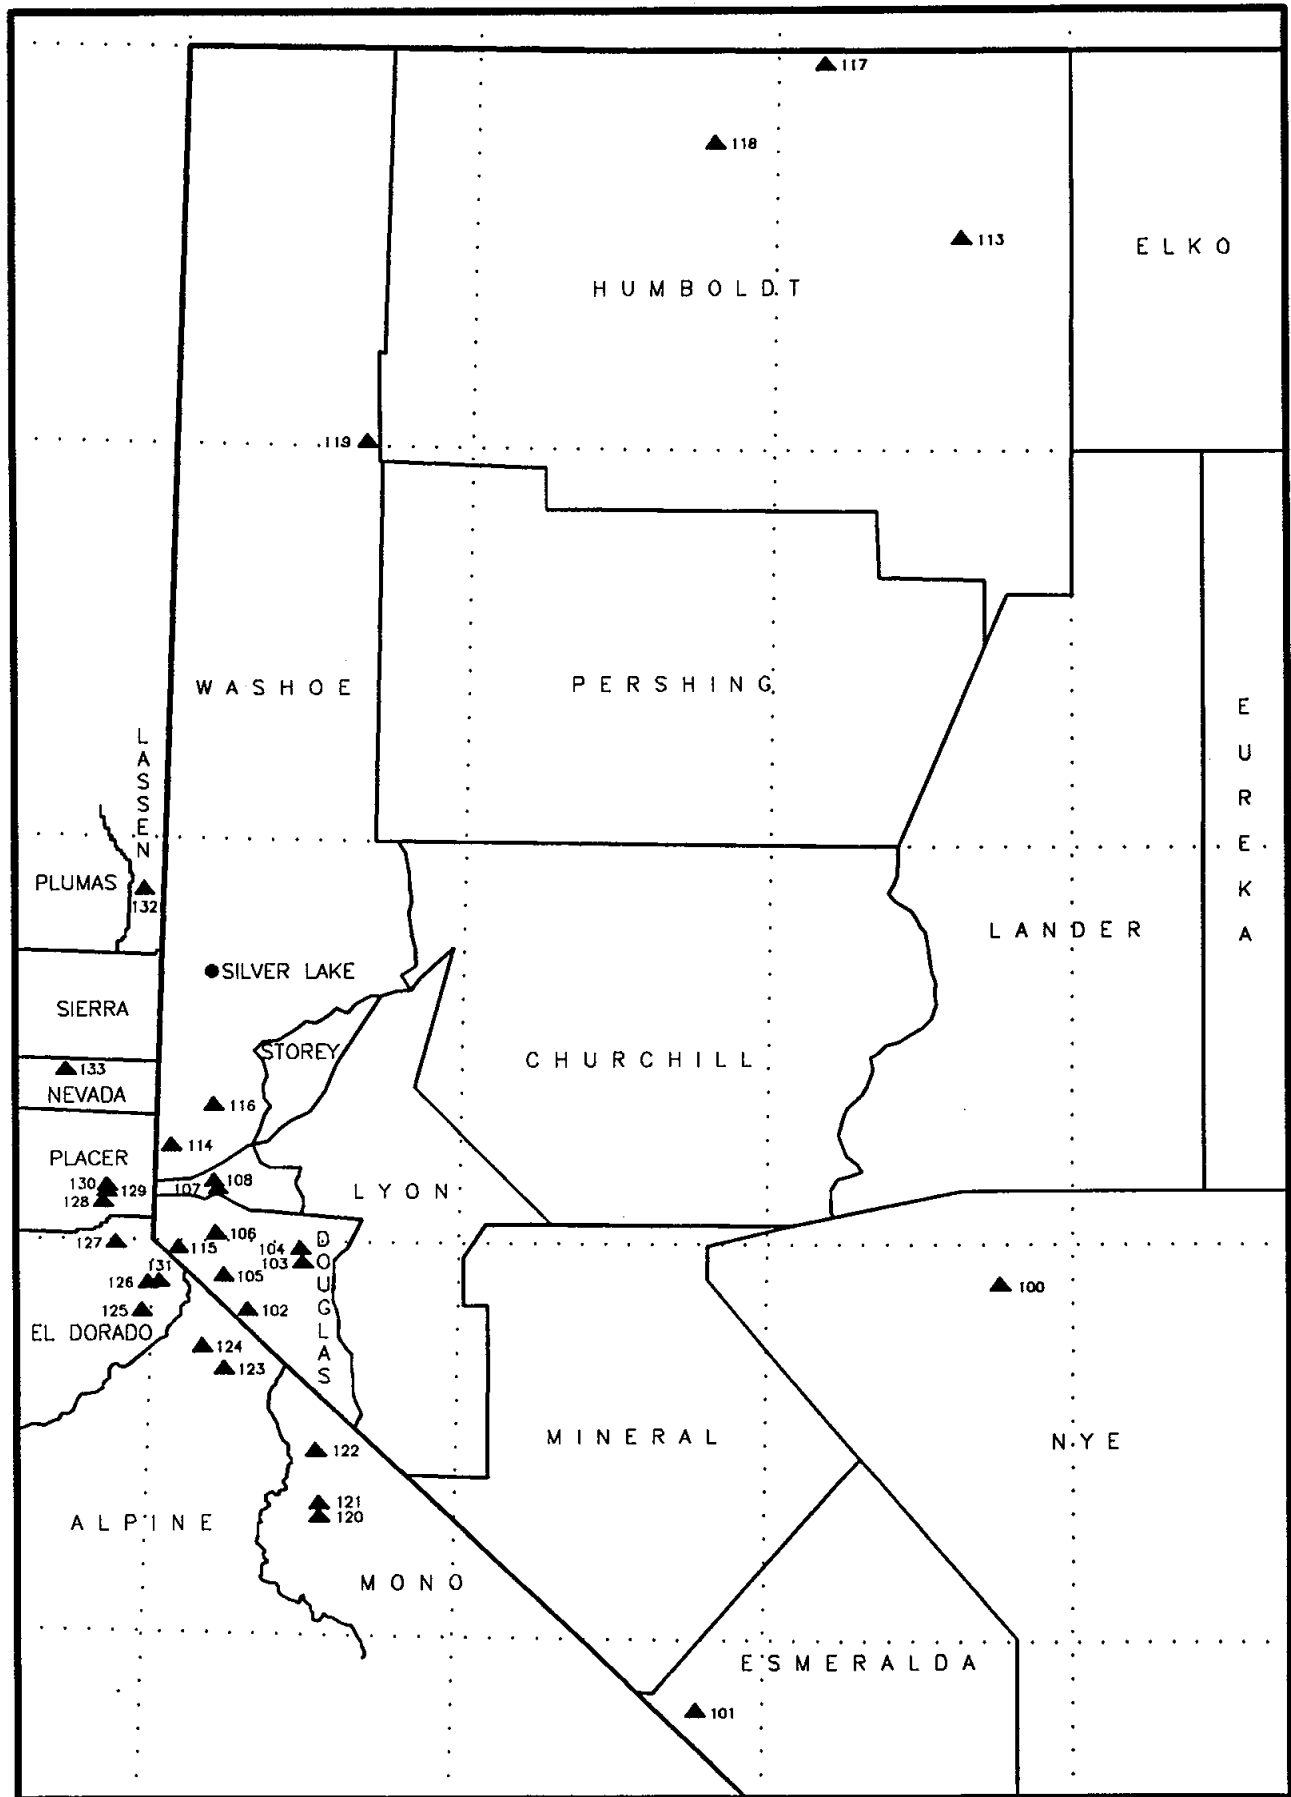 117
118
113
ELKO
HUMBOLDT
119
WASHOE
PERSHING
EUREKA
LASSEN
PLUMAS
132
LANDER
SILVER LAKE
SIERRA
STOREY
CHURCHILL
133
NEVADA
116
114
PLACER
130
129
128
108
107
LYON
127
115
106
104
103
DOUGLAS
131
126
105
100
125
102
EL DORADO
124
123
MINERAL
NYE
122
121
120
ALPINE
MONO
ESMERALDA
101